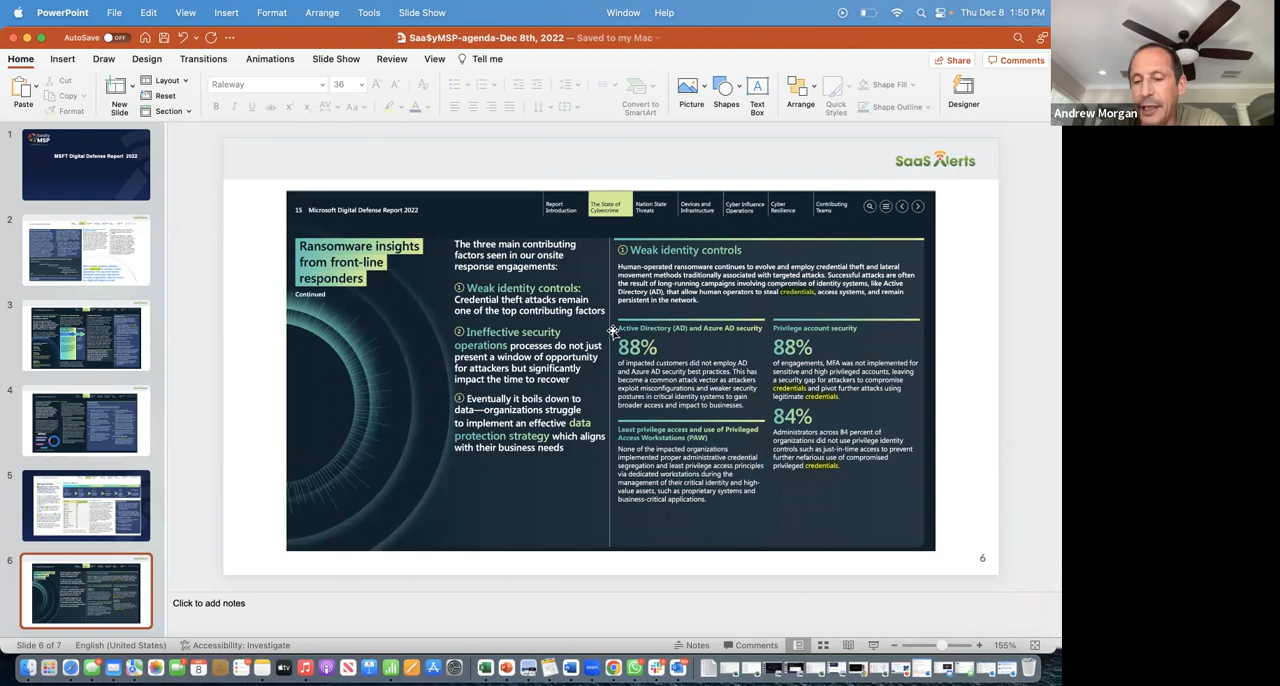 PowerPoint File Edit View Insert Format Arrange Tools Slide Show Window Help Thu Dec 8 1:50 PM
AutoSave OFF SaaSyMSP-agenda-Dec 8th, 2022 — Saved to my Mac
Home Insert Draw Design Transitions Animations Slide Show Review View Tell me Share Comments
Paste Cut Copy Format
New Slide Layout Reset Section
Raleway 36
B I U
Convert to SmartArt
Picture Shapes Text Box Arrange Quick Styles Shape Fill Shape Outline Designer
Andrew Morgan
1
MSP
MSFT Digital Defense Report 2022
2
3
4
5
6
SaaS Alerts
15 Microsoft Digital Defense Report 2022
Report Introduction
The State of Cybercrime
Nation State Threats
Devices and Infrastructure
Cyber Influence Operations
Cyber Resilience
Contributing Teams
Ransomware insights
from front-line
responders
Continued
The three main contributing
factors seen in our onsite
response engagements:
① Weak identity controls:
Credential theft attacks remain
one of the top contributing factors
② Ineffective security
operations processes do not just
present a window of opportunity
for attackers but significantly
impact the time to recover
③ Eventually it boils down to
data—organizations struggle
to implement an effective data
protection strategy which aligns
with their business needs
① Weak identity controls
Human-operated ransomware continues to evolve and employ credential theft and lateral
movement methods traditionally associated with targeted attacks. Successful attacks are often
the result of long-running campaigns involving compromise of identity systems, like Active
Directory (AD), that allow human operators to steal credentials, access systems, and remain
persistent in the network.
Active Directory (AD) and Azure AD security
88%
of impacted customers did not employ AD
and Azure AD security best practices. This has
become a common attack vector as attackers
exploit misconfigurations and weaker security
postures in critical identity systems to gain
broader access and impact to businesses.
Least privilege access and use of Privileged
Access Workstations (PAW)
None of the impacted organizations
implemented proper administrative credential
segregation and least privilege access principles
via dedicated workstations during the
management of their critical identity and high-
value assets, such as proprietary systems and
business-critical applications.
Privilege account security
88%
of engagements, MFA was not implemented for
sensitive and high privileged accounts, leaving
a security gap for attackers to compromise
credentials and pivot further attacks using
legitimate credentials.
84%
Administrators across 84 percent of
organizations did not use privilege identity
controls such as just-in-time access to prevent
further nefarious use of compromised
privileged credentials.
6
Click to add notes
Slide 6 of 7 English (United States) Accessibility: Investigate Notes Comments 155%